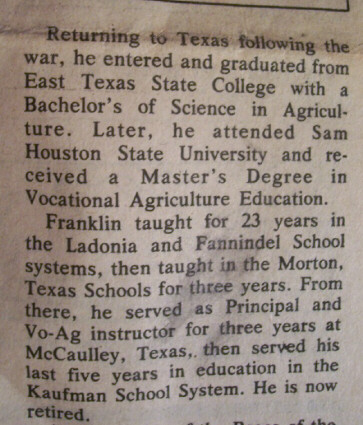 Returning to Texas following the
war, he entered and graduated from
East Texas State College with a
Bachelor's of Science in Agricul-
ture. Later, he attended Sam
Houston State University and re-
ceived a Master's Degree in
Vocational Agriculture Education.
Franklin taught for 23 years in
the Ladonia and Fannindel School
systems, then taught in the Morton,
Texas Schools for three years. From
there, he served as Principal and
Vo-Ag instructor for three years at
McCaulley, Texas,. then served his
last five years in education in the
Kaufman School System. He is now
retired.
of the